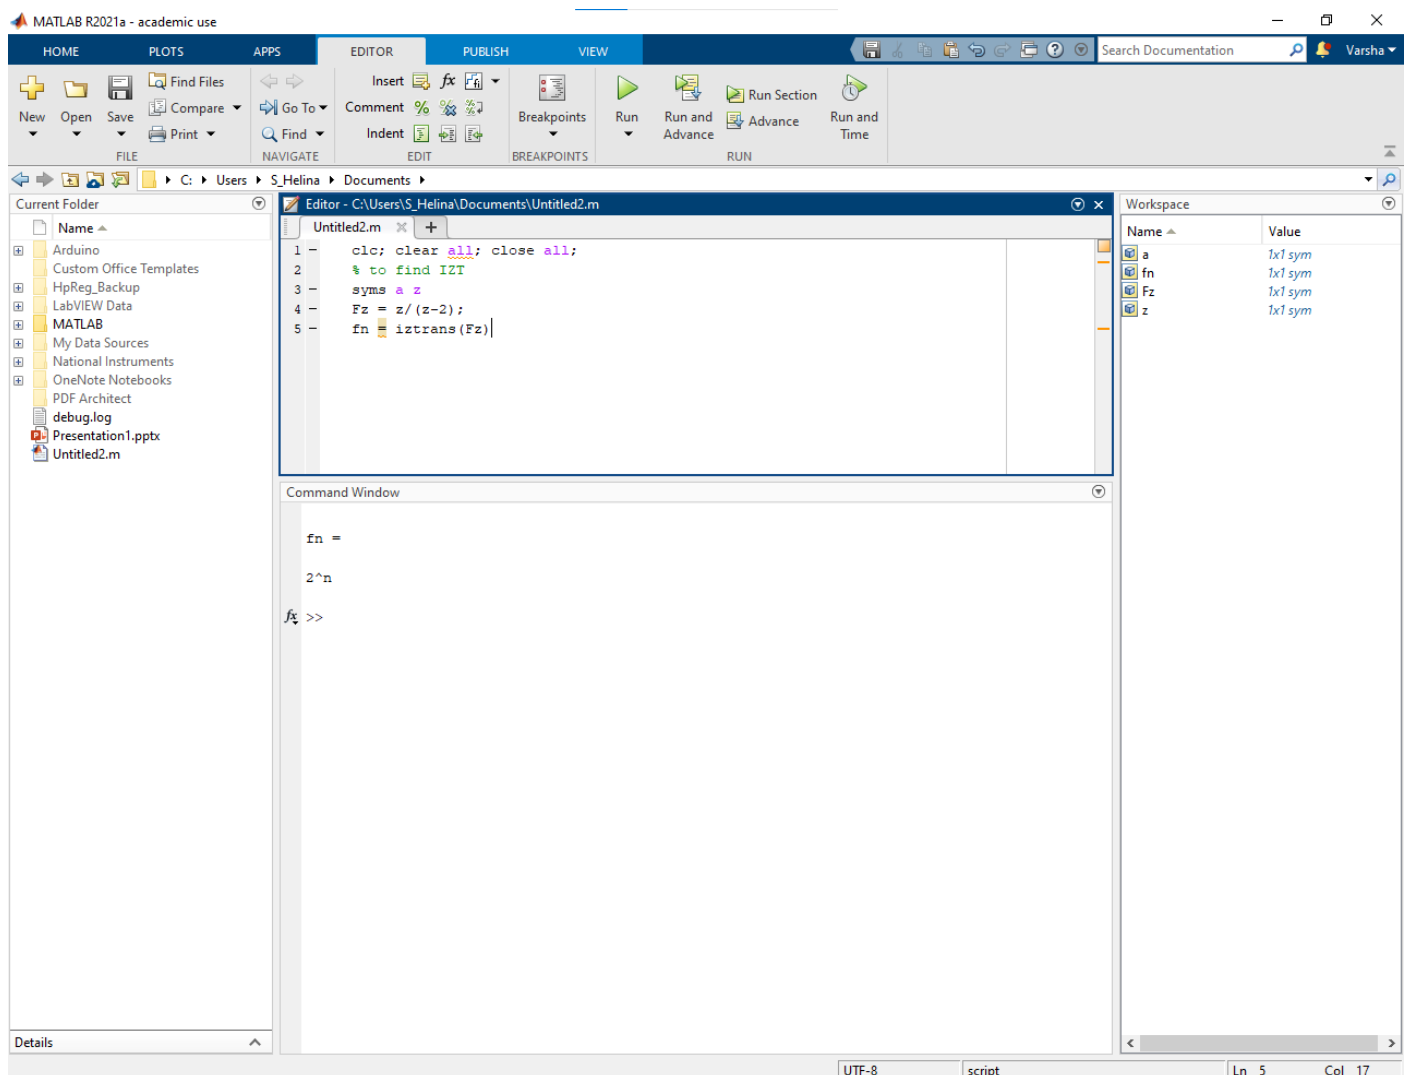 MATLAB R2021a - academic use
HOME PLOTS APPS EDITOR PUBLISH VIEW Search Documentation Varsha
Find Files Insert fx
New Open Save Compare Go To Comment % Breakpoints Run Run and Advance Run Section Run and Time
Print Find Indent Advance
FILE NAVIGATE EDIT BREAKPOINTS RUN
C: Users S_Helina Documents
Current Folder
Name
Arduino
Custom Office Templates
HpReg_Backup
LabVIEW Data
MATLAB
My Data Sources
National Instruments
OneNote Notebooks
PDF Architect
debug.log
Presentation1.pptx
Untitled2.m
Details
Editor - C:\Users\S_Helina\Documents\Untitled2.m
Untitled2.m
1 - clc; clear all; close all;
2 % to find IZT
3 - syms a z
4 - Fz = z/(z-2);
5 - fn = iztrans(Fz)
Command Window
fn =
2^n
fx >>
Workspace
Name Value
a 1x1 sym
fn 1x1 sym
Fz 1x1 sym
z 1x1 sym
UTF-8 script Ln 5 Col 17